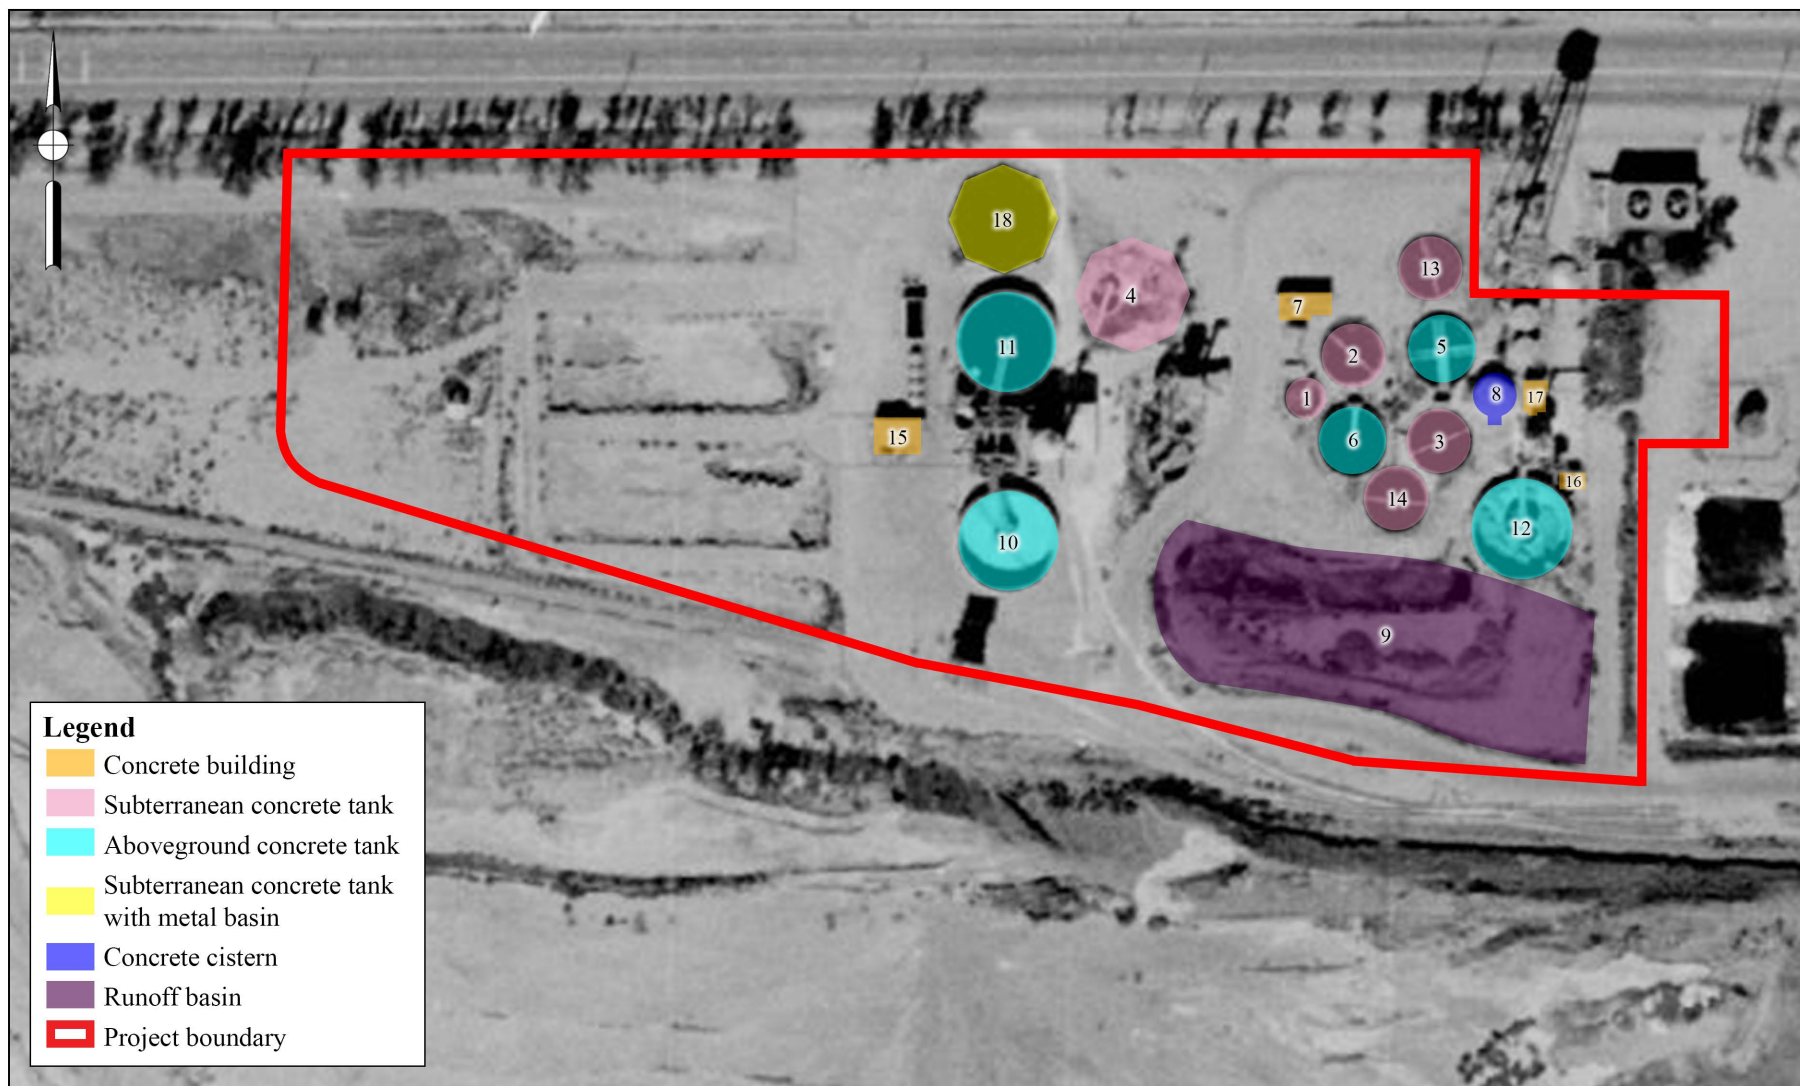 18
4
13
7
11
2
5
1
8
17
15
6
3
16
14
12
10
9
Legend
Concrete building
Subterranean concrete tank
Aboveground concrete tank
Subterranean concrete tank
with metal basin
Concrete cistern
Runoff basin
Project boundary